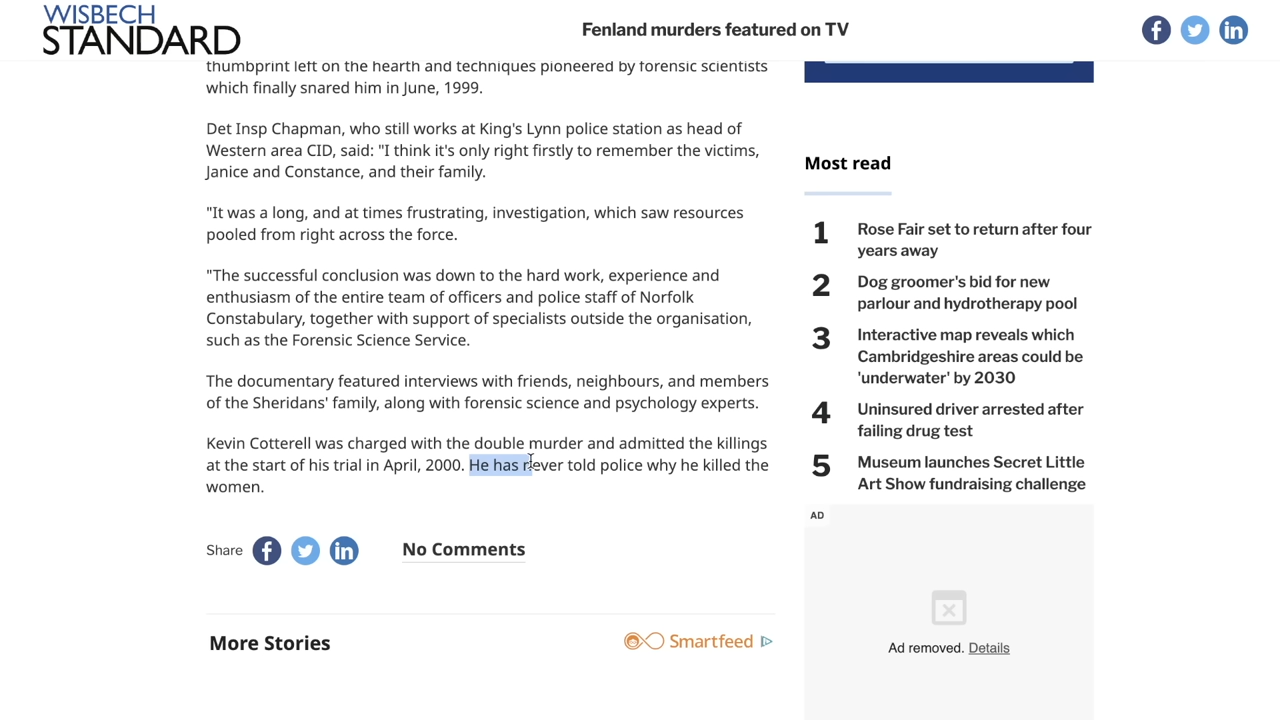 WISBECH
STANDARD
Fenland murders featured on TV
thumbprint left on the hearth and techniques pioneered by forensic scientists
which finally snared him in June, 1999.
Det Insp Chapman, who still works at King's Lynn police station as head of
Western area CID, said: "I think it's only right firstly to remember the victims,
Janice and Constance, and their family.
"It was a long, and at times frustrating, investigation, which saw resources
pooled from right across the force.
"The successful conclusion was down to the hard work, experience and
enthusiasm of the entire team of officers and police staff of Norfolk
Constabulary, together with support of specialists outside the organisation,
such as the Forensic Science Service.
The documentary featured interviews with friends, neighbours, and members
of the Sheridans' family, along with forensic science and psychology experts.
Kevin Cotterell was charged with the double murder and admitted the killings
at the start of his trial in April, 2000. He has never told police why he killed the
women.
Share
No Comments
More Stories
Smartfeed
Most read
1 Rose Fair set to return after four
years away
2 Dog groomer's bid for new
parlour and hydrotherapy pool
3 Interactive map reveals which
Cambridgeshire areas could be
'underwater' by 2030
4 Uninsured driver arrested after
failing drug test
5 Museum launches Secret Little
Art Show fundraising challenge
AD
Ad removed. Details